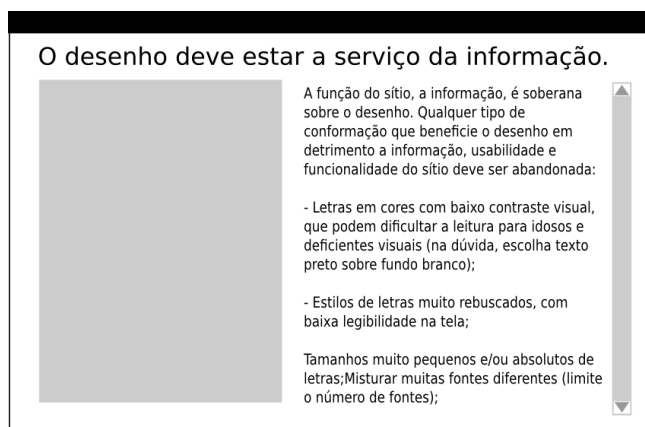 O desenho deve estar a serviço da informação.
A função do sítio, a informação, é soberana
sobre o desenho. Qualquer tipo de
conformação que beneficie o desenho em
detrimento a informação, usabilidade e
funcionalidade do sítio deve ser abandonada:
- Letras em cores com baixo contraste visual,
que podem dificultar a leitura para idosos e
deficientes visuais (na dúvida, escolha texto
preto sobre fundo branco);
- Estilos de letras muito rebuscados, com
baixa legibilidade na tela;
Tamanhos muito pequenos e/ou absolutos de
letras;Misturar muitas fontes diferentes (limite
o número de fontes);